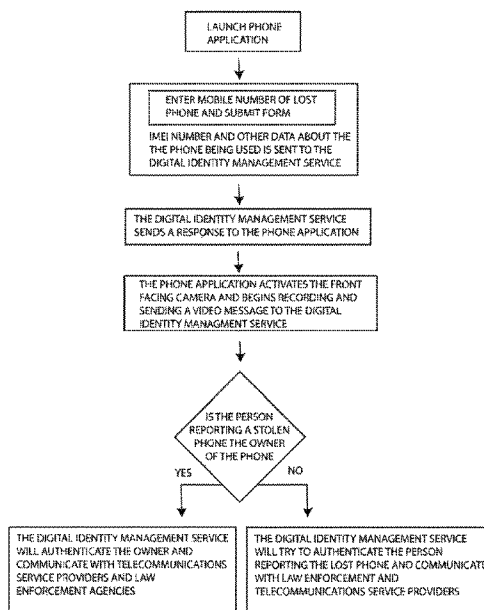 LAUNCH PHONE
APPLICATION
ENTER MOBILE NUMBER OF LOST
PHONE AND SUBMIT FORM
IMEI NUMBER AND OTHER DATA ABOUT THE
THE PHONE BEING USED IS SENT TO THE
DIGITAL IDENTITY MANAGEMENT SERVICE
THE DIGITAL IDENTITY MANAGEMENT SERVICE
SENDS A RESPONSE TO THE PHONE APPLICATION
THE PHONE APPLICATION ACTIVATES THE FRONT
FACING CAMERA AND BEGINS RECORDING AND
SENDING A VIDEO MESSAGE TO THE DIGITAL
IDENTITY MANAGMENT SERVICE
IS THE PERSON
REPORTING A STOLEN
PHONE THE OWNER
OF THE PHONE
YES
NO
THE DIGITAL IDENTITY MANAGEMENT SERVICE
WILL AUTHENTICATE THE OWNER AND
COMMUNICATE WITH TELECOMMUNICATIONS
SERVICE PROVIDERS AND LAW
ENFORCEMENT AGENCIES
THE DIGITAL IDENTITY MANAGEMENT SERVICE
WILL TRY TO AUTHENTICATE THE PERSON
REPORTING THE LOST PHONE AND COMMUNICATE
WITH LAW ENFORCEMENT AND
TELECOMMUNICATIONS SERVICE PROVIDERS